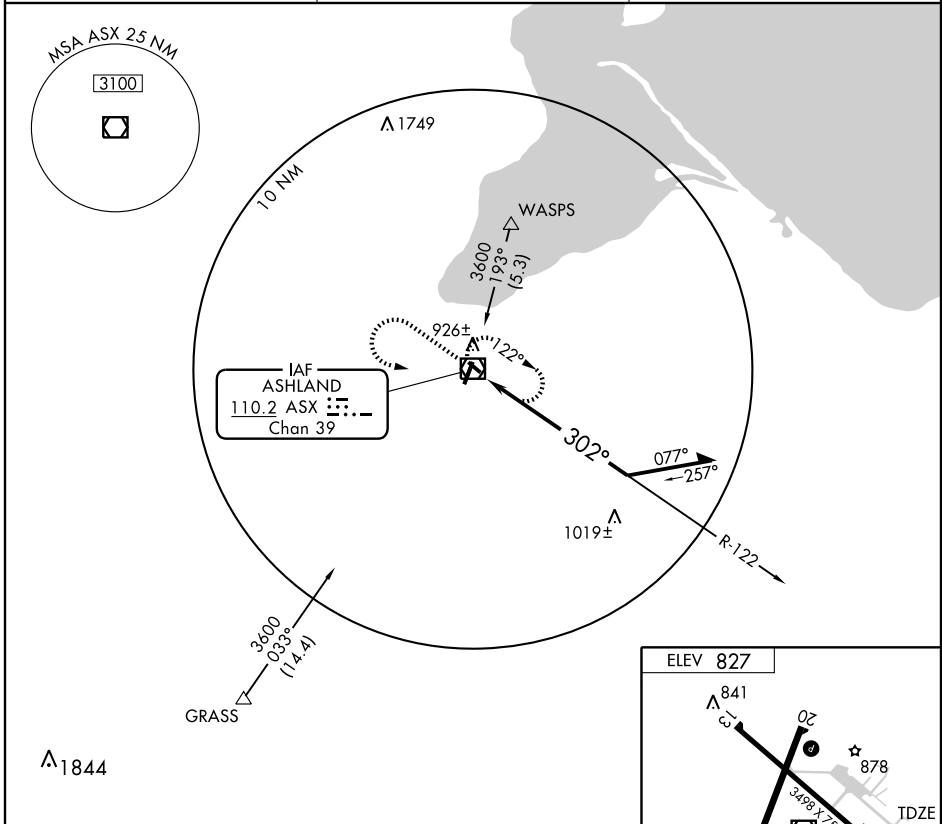 MSA ASX 25 NM
3100
1749
10 NM
WASPS
3600
193°
(5.3)
926±
122°
IAF
ASHLAND
110.2 ASX
Chan 39
302°
077°
257°
1019±
R-122
3600
033°
(14.4)
GRASS
1844
ELEV 827
841
13
20
P
878
3498 X 75
TDZE